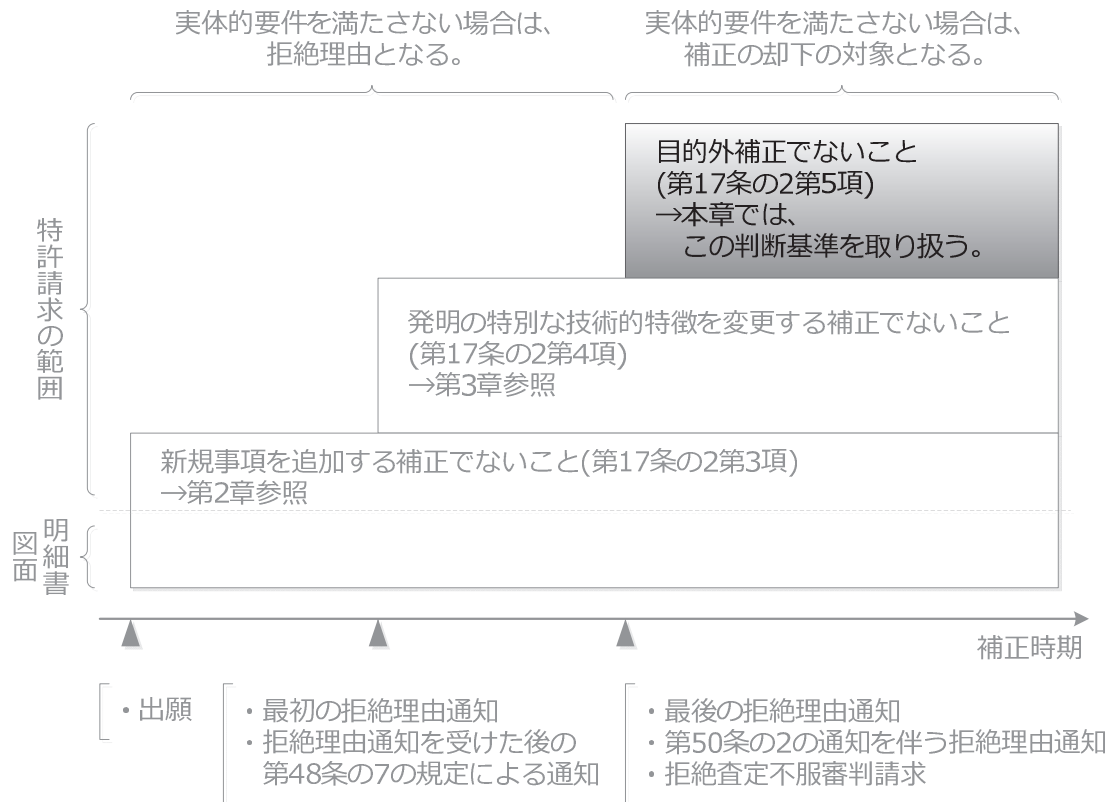 実体的要件を満たさない場合は、
拒絶理由となる。
実体的要件を満たさない場合は、
補正の却下の対象となる。
目的外補正でないこと
(第17条の2第5項)
→本章では、
この判断基準を取り扱う。
特許請求の範囲
発明の特別な技術的特徴を変更する補正でないこと
(第17条の2第4項)
→第3章参照
新規事項を追加する補正でないこと(第17条の2第3項)
→第2章参照
明細書
図面
補正時期
・出願
・最初の拒絶理由通知
・拒絶理由通知を受けた後の
第48条の7の規定による通知
・最後の拒絶理由通知
・第50条の2の通知を伴う拒絶理由通知
・拒絶査定不服審判請求